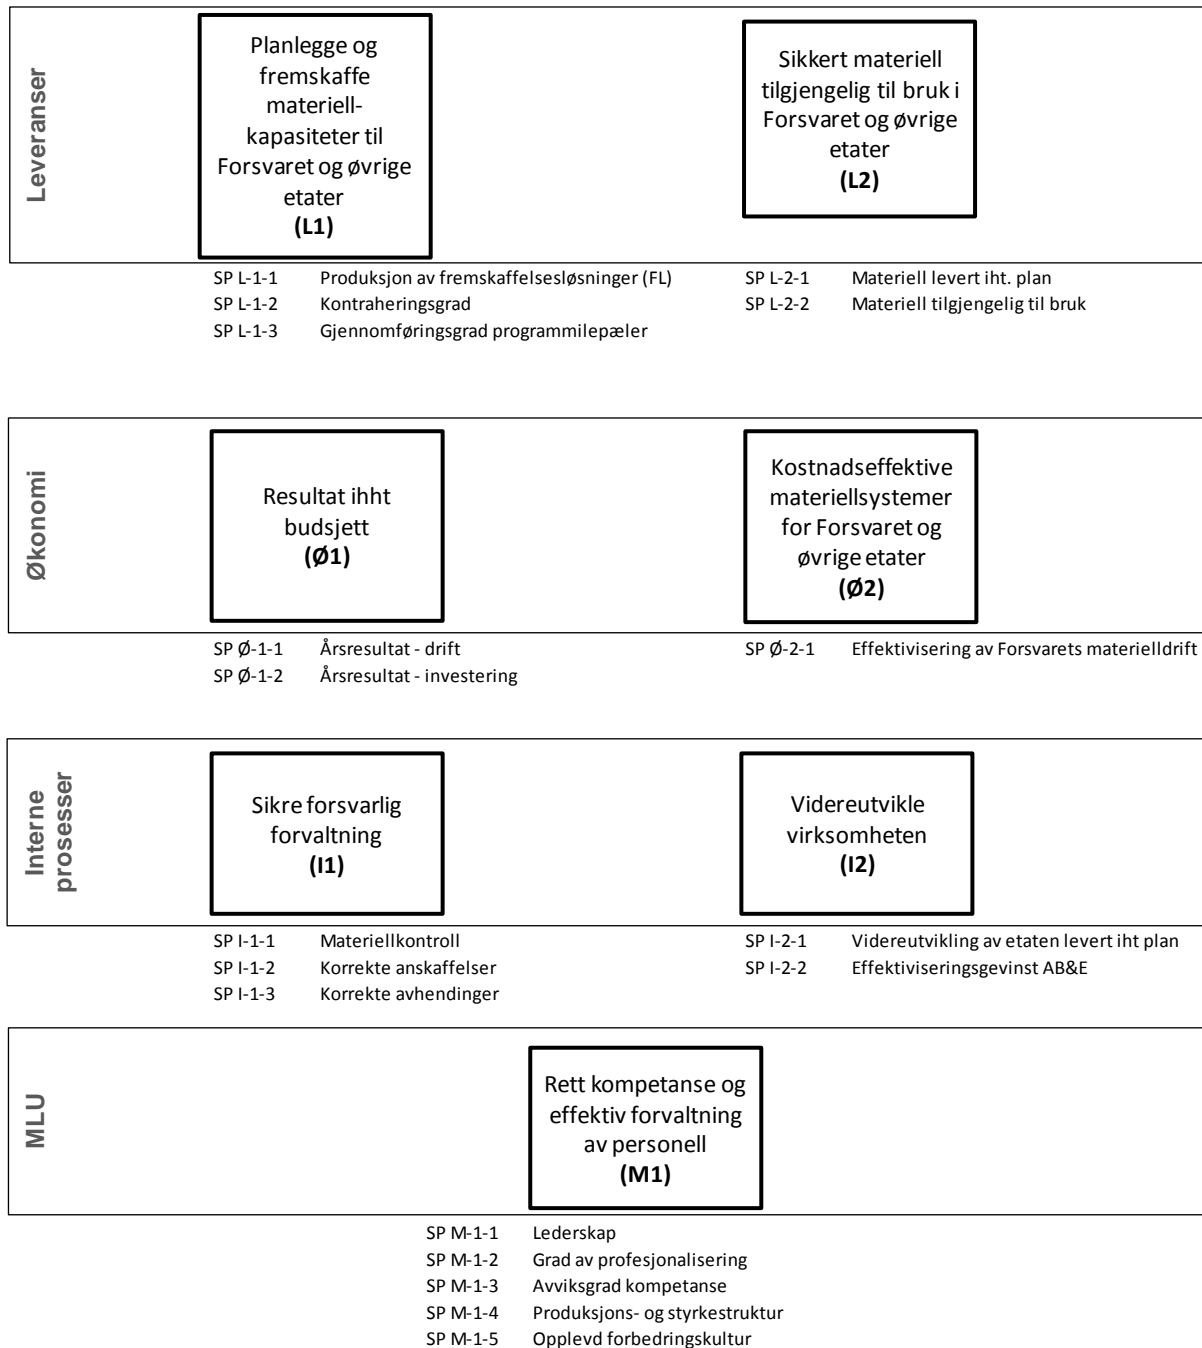 Leveranser
Planlegge og
fremskaffe
materiell-
kapasiteter til
Forsvaret og øvrige
etater
(L1)
Sikkert materiell
tilgjengelig til bruk i
Forsvaret og øvrige
etater
(L2)
SP L-1-1 Produksjon av fremskaffelsesløsninger (FL)
SP L-1-2 Kontraheringsgrad
SP L-1-3 Gjennomføringsgrad programmilepæler
SP L-2-1 Materiell levert iht. plan
SP L-2-2 Materiell tilgjengelig til bruk
Økonomi
Resultat ihht
budsjett
(Ø1)
Kostnadseffektive
materiellsystemer
for Forsvaret og
øvrige etater
(Ø2)
SP Ø-1-1 Årsresultat - drift
SP Ø-1-2 Årsresultat - investering
SP Ø-2-1 Effektivisering av Forsvarets materielldrift
Interne
prosesser
Sikre forsvarlig
forvaltning
(I1)
Videreutvikle
virksomheten
(I2)
SP I-1-1 Materiellkontroll
SP I-1-2 Korrekte anskaffelser
SP I-1-3 Korrekte avhendinger
SP I-2-1 Videreutvikling av etaten levert iht plan
SP I-2-2 Effektiviseringsgevinst AB&E
MLU
Rett kompetanse og
effektiv forvaltning
av personell
(M1)
SP M-1-1 Lederskap
SP M-1-2 Grad av profesjonalisering
SP M-1-3 Avviksgrad kompetanse
SP M-1-4 Produksjons- og styrkestruktur
SP M-1-5 Opplevd forbedringskultur